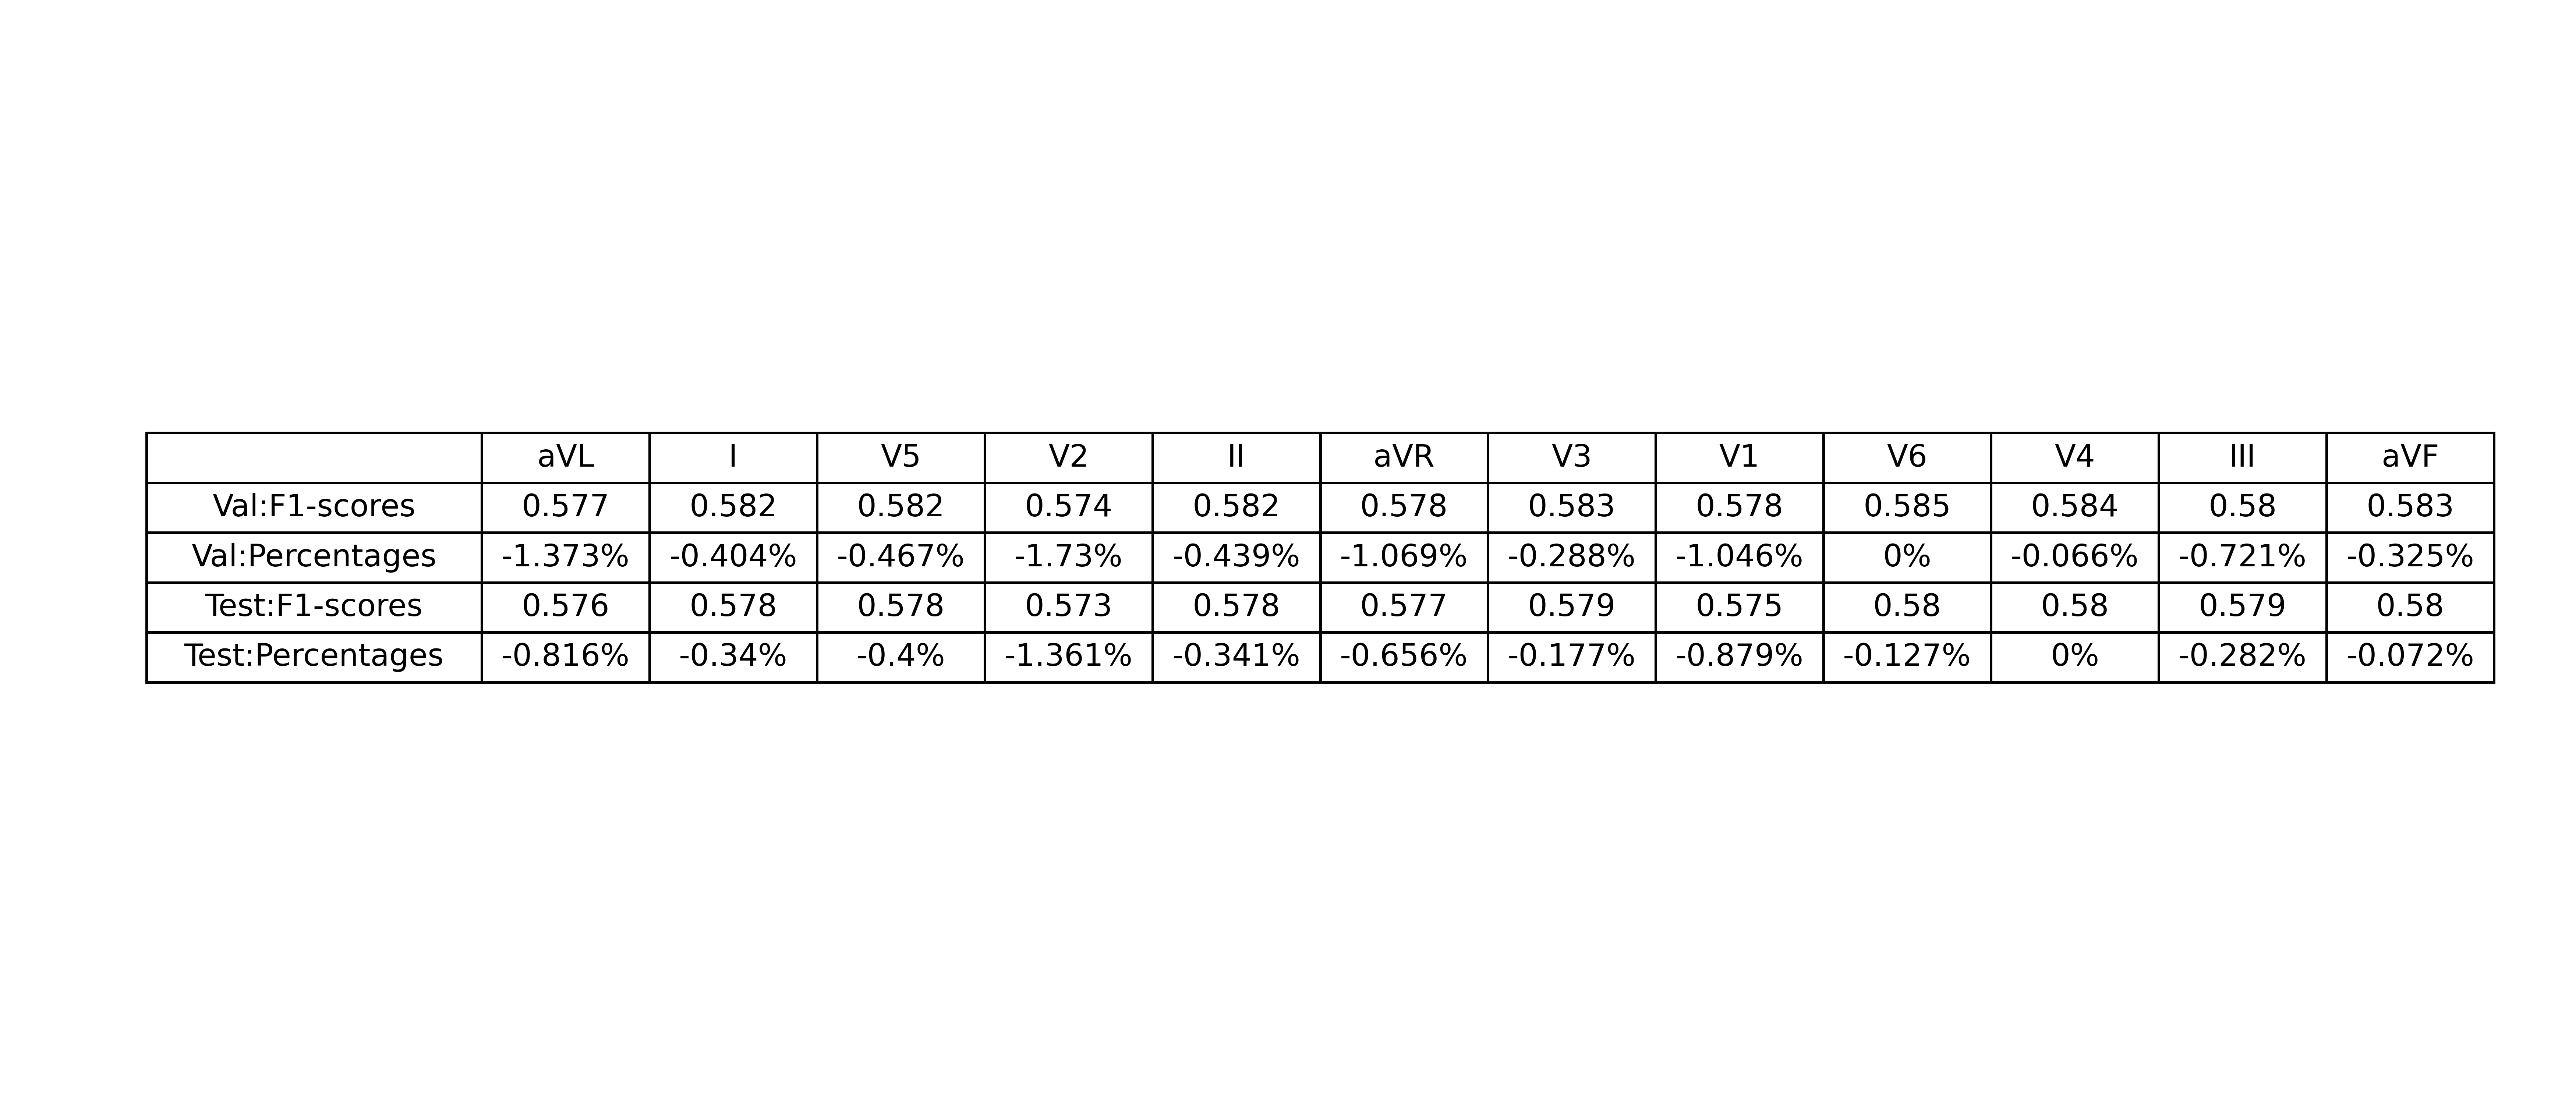 aVL I V5 V2 II aVR V3 V1 V6 V4 III aVF
Val:F1-scores 0.577 0.582 0.582 0.574 0.582 0.578 0.583 0.578 0.585 0.584 0.58 0.583
Val:Percentages -1.373% -0.404% -0.467% -1.73% -0.439% -1.069% -0.288% -1.046% 0% -0.066% -0.721% -0.325%
Test:F1-scores 0.576 0.578 0.578 0.573 0.578 0.577 0.579 0.575 0.58 0.58 0.579 0.58
Test:Percentages -0.816% -0.34% -0.4% -1.361% -0.341% -0.656% -0.177% -0.879% -0.127% 0% -0.282% -0.072%